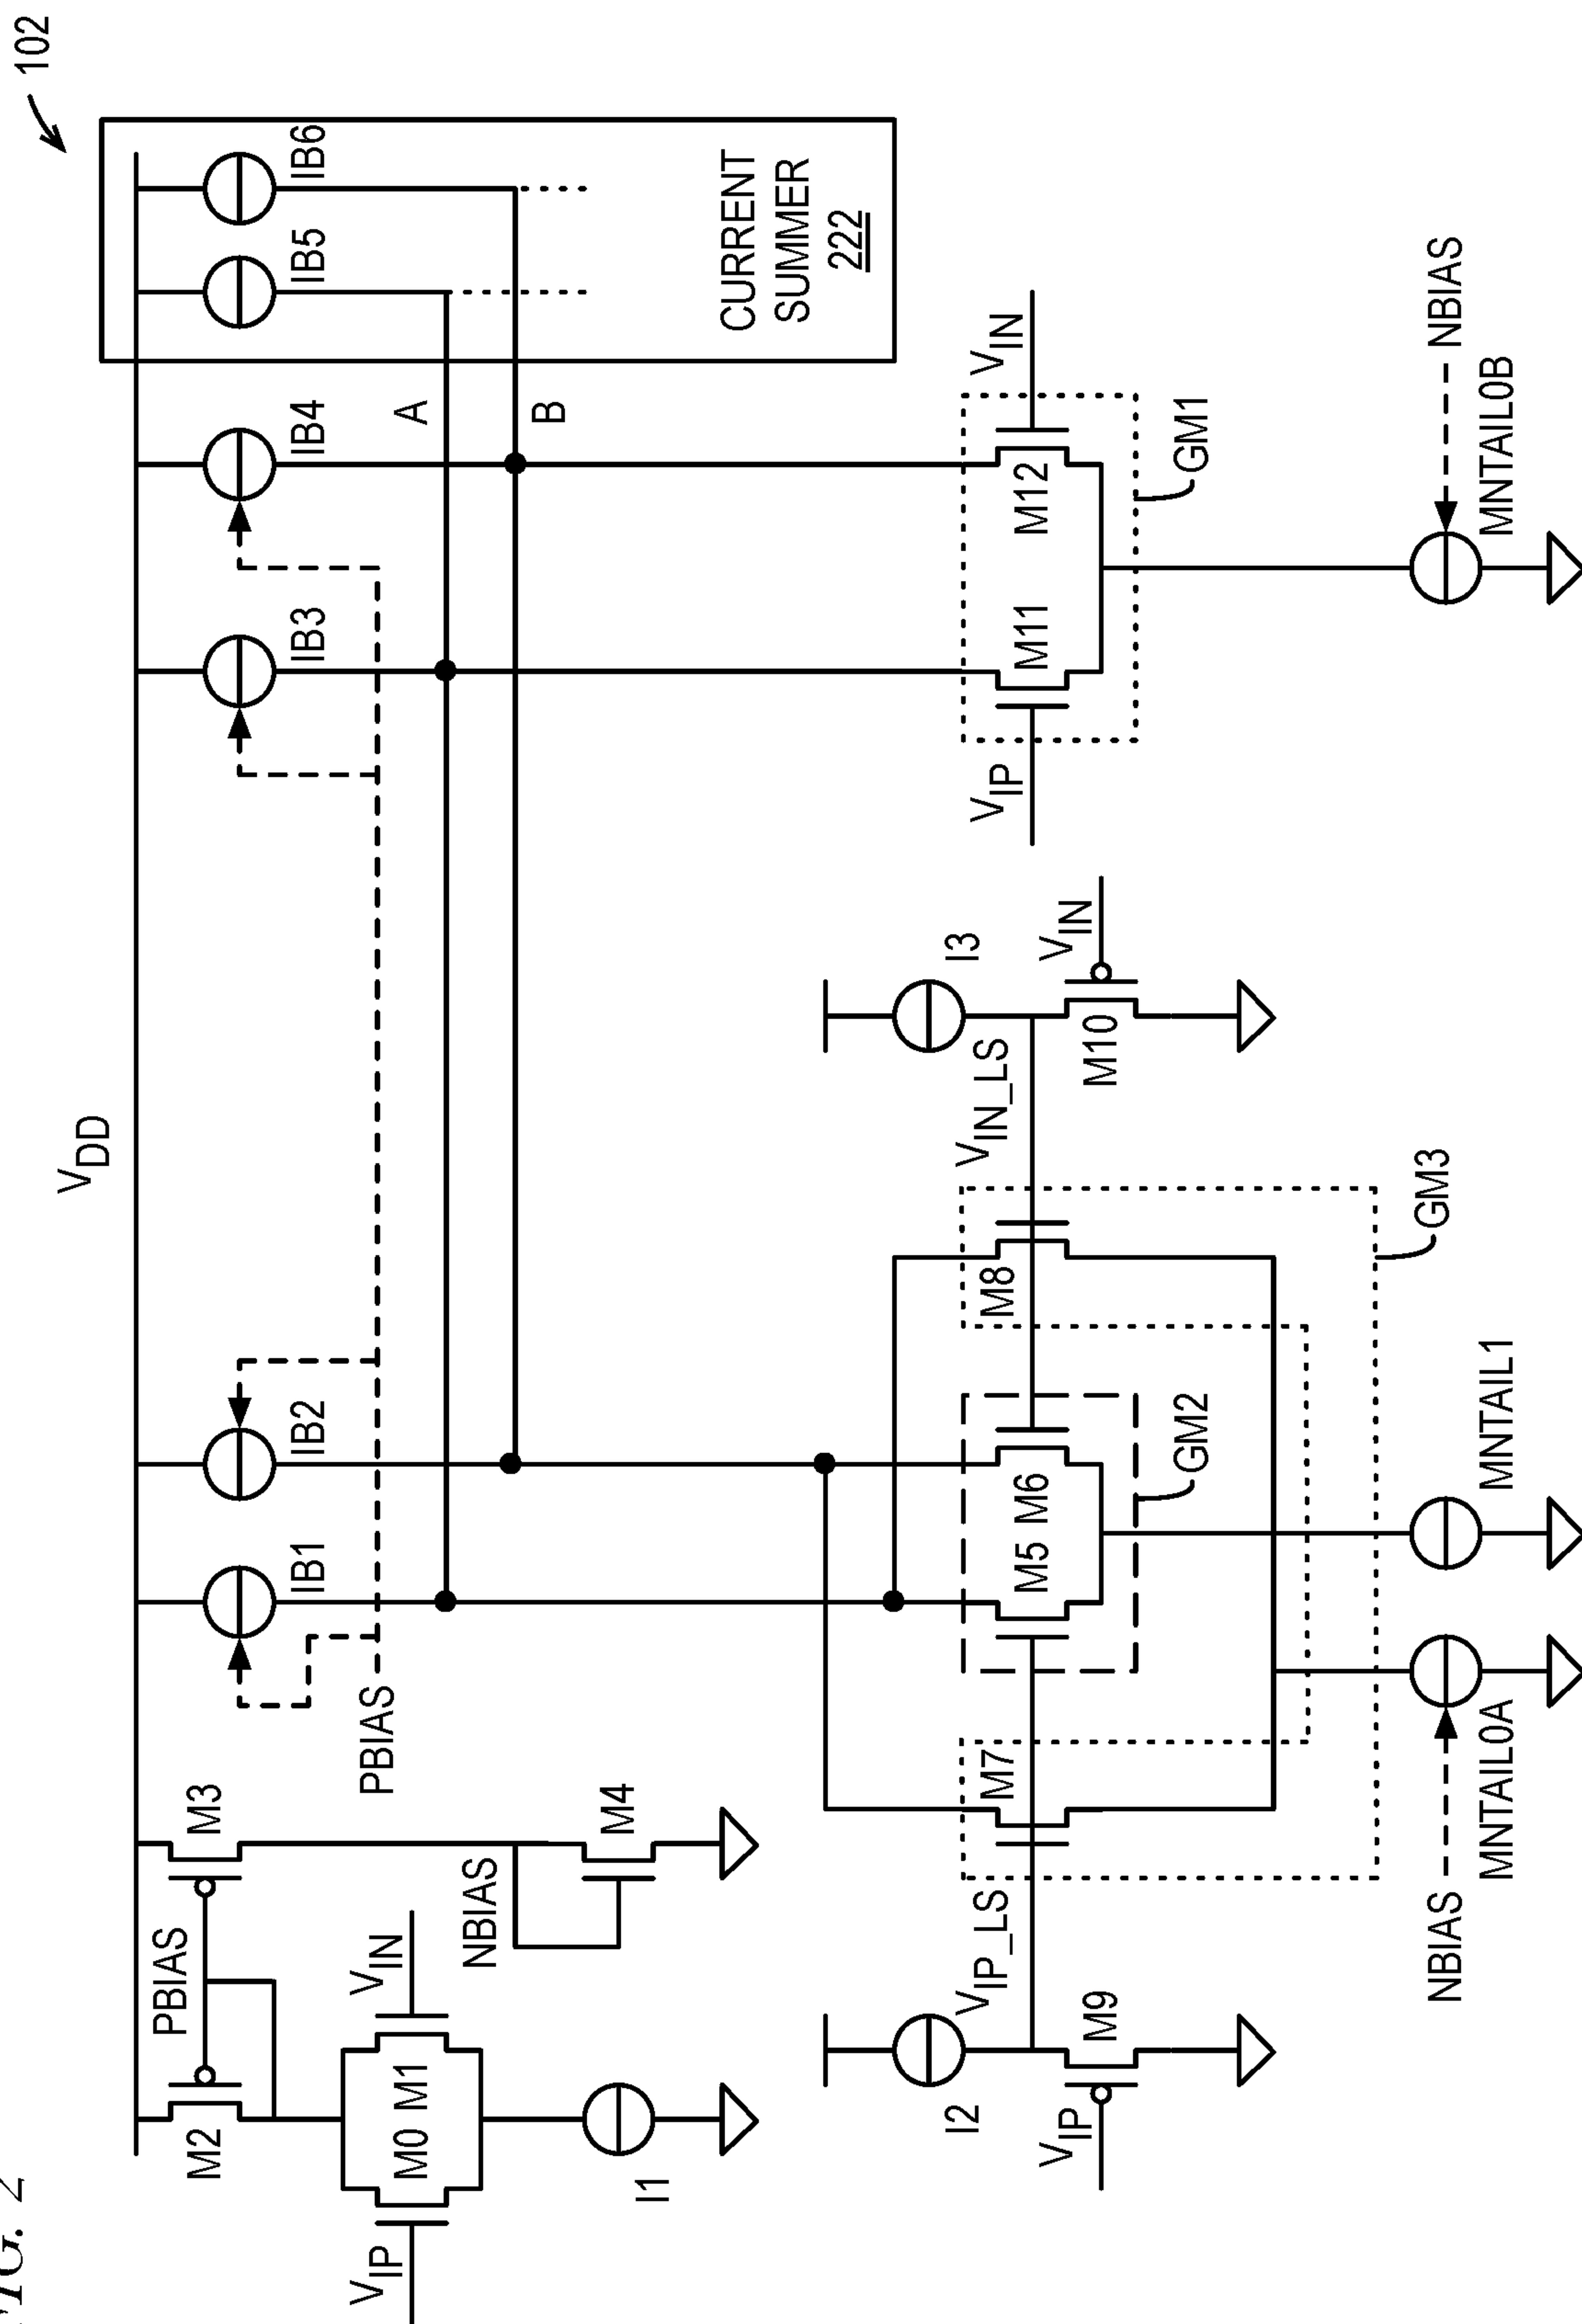 FIG. 2
102
VDD
PBIAS
M2
M3
IB1
IB2
IB3
IB4
IB5
IB6
PBIAS
VIP
M0
M1
VIN
A
NBIAS
B
M4
I1
CURRENT
SUMMER
222
I2
I3
VIP_LS
M7
M8
VIN_LS
VIP
VIN
M5
M6
M11
M12
VIP
M9
M10
VIN
GM2
GM1
GM3
NBIAS
NBIAS
MNTAIL0A
MNTAIL1
MNTAIL0B